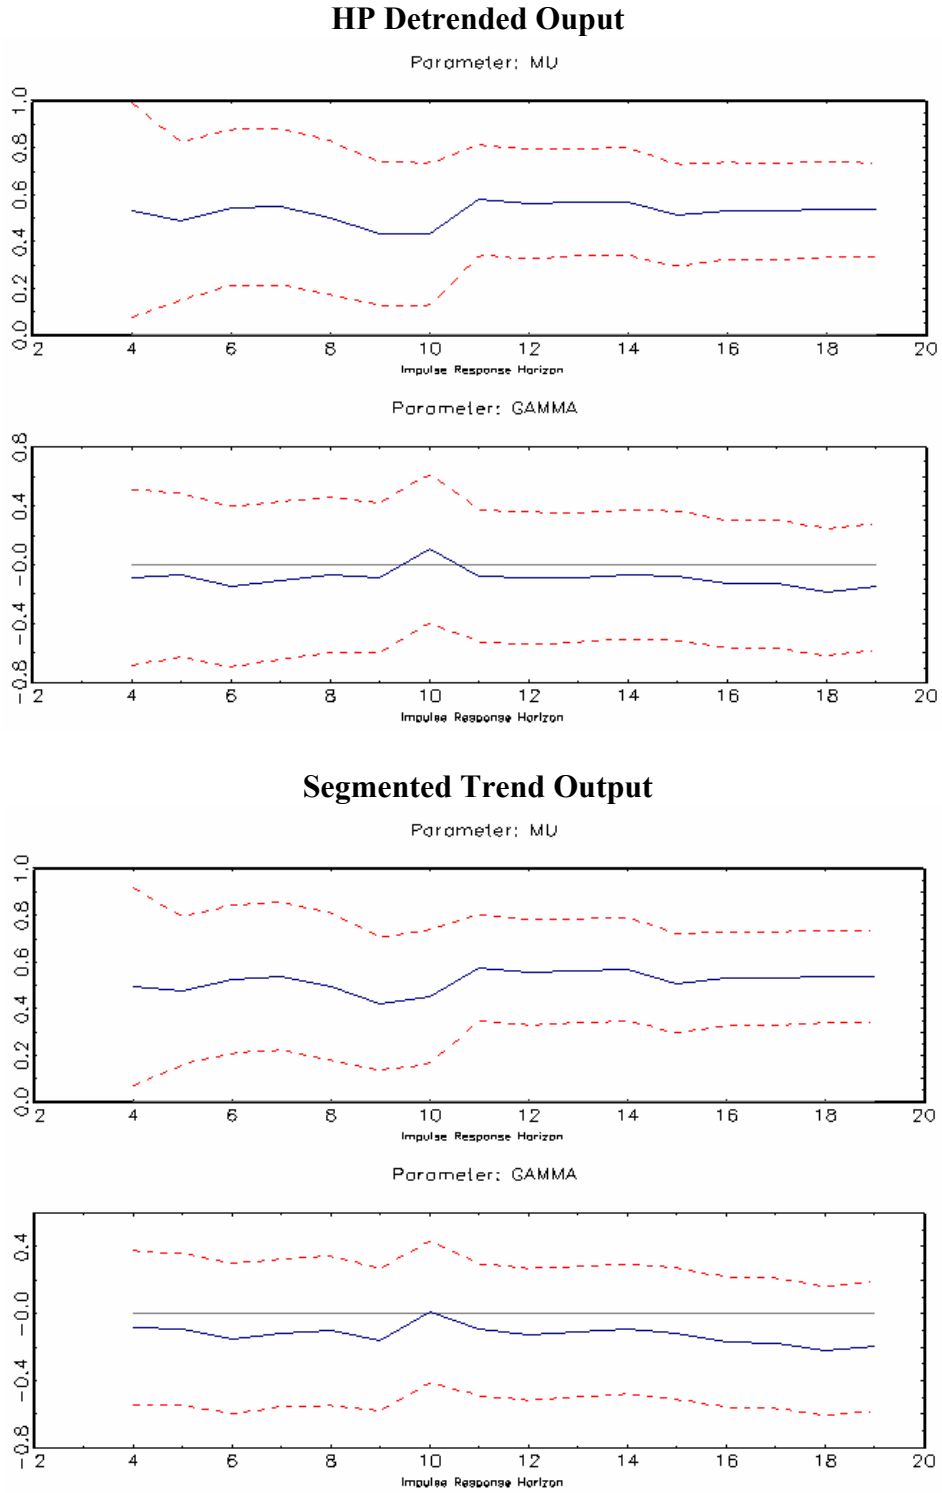 HP Detrended Ouput
Parameter: MU
1.0
0.8
0.6
0.4
0.2
0.0
2 4 6 8 10 12 14 16 18 20
Impulse Response Horizon
Parameter: GAMMA
0.8
0.4
-0.0
-0.4
-0.8
2 4 6 8 10 12 14 16 18 20
Impulse Response Horizon
Segmented Trend Output
Parameter: MU
1.0
0.8
0.6
0.4
0.2
0.0
2 4 6 8 10 12 14 16 18 20
Impulse Response Horizon
Parameter: GAMMA
0.4
-0.0
-0.4
-0.8
2 4 6 8 10 12 14 16 18 20
Impulse Response Horizon